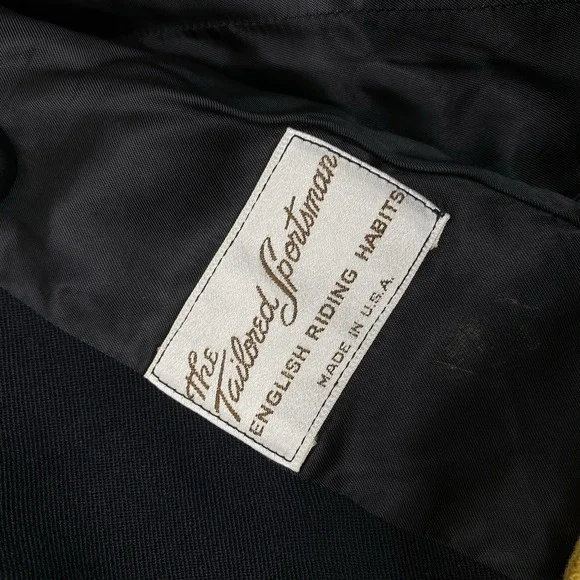 The
Tailored Sportsman
ENGLISH RIDING HABITS
MADE IN U.S.A.